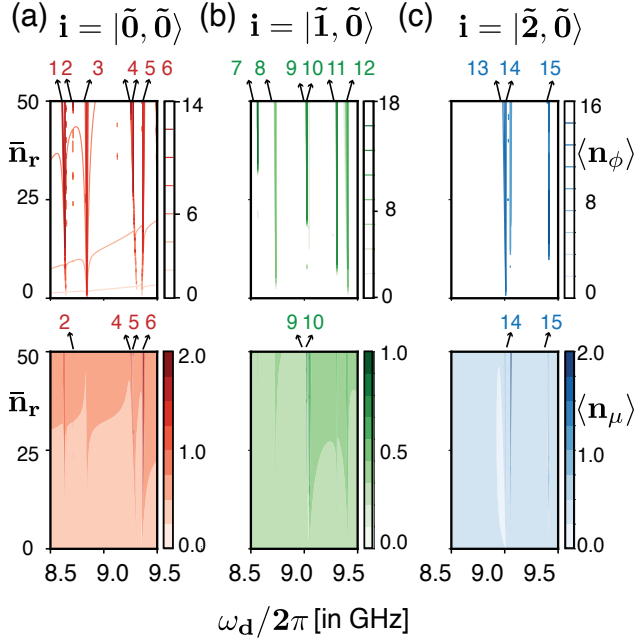 (a) i = |0̃, 0̃⟩ (b) i = |1̃, 0̃⟩ (c) i = |2̃, 0̃⟩
1 2 3 4 5 6 7 8 9 10 11 12 13 14 15
50 14 18 16
n̄r ⟨nϕ⟩
25 6 8 8
0 0 0 0
2 4 5 6 9 10 14 15
50 2.0 1.0 2.0
n̄r ⟨nμ⟩
25 1.0 0.5 1.0
0 0.0 0.0 0.0
8.5 9.0 9.5 8.5 9.0 9.5 8.5 9.0 9.5
ωd/2π [in GHz]